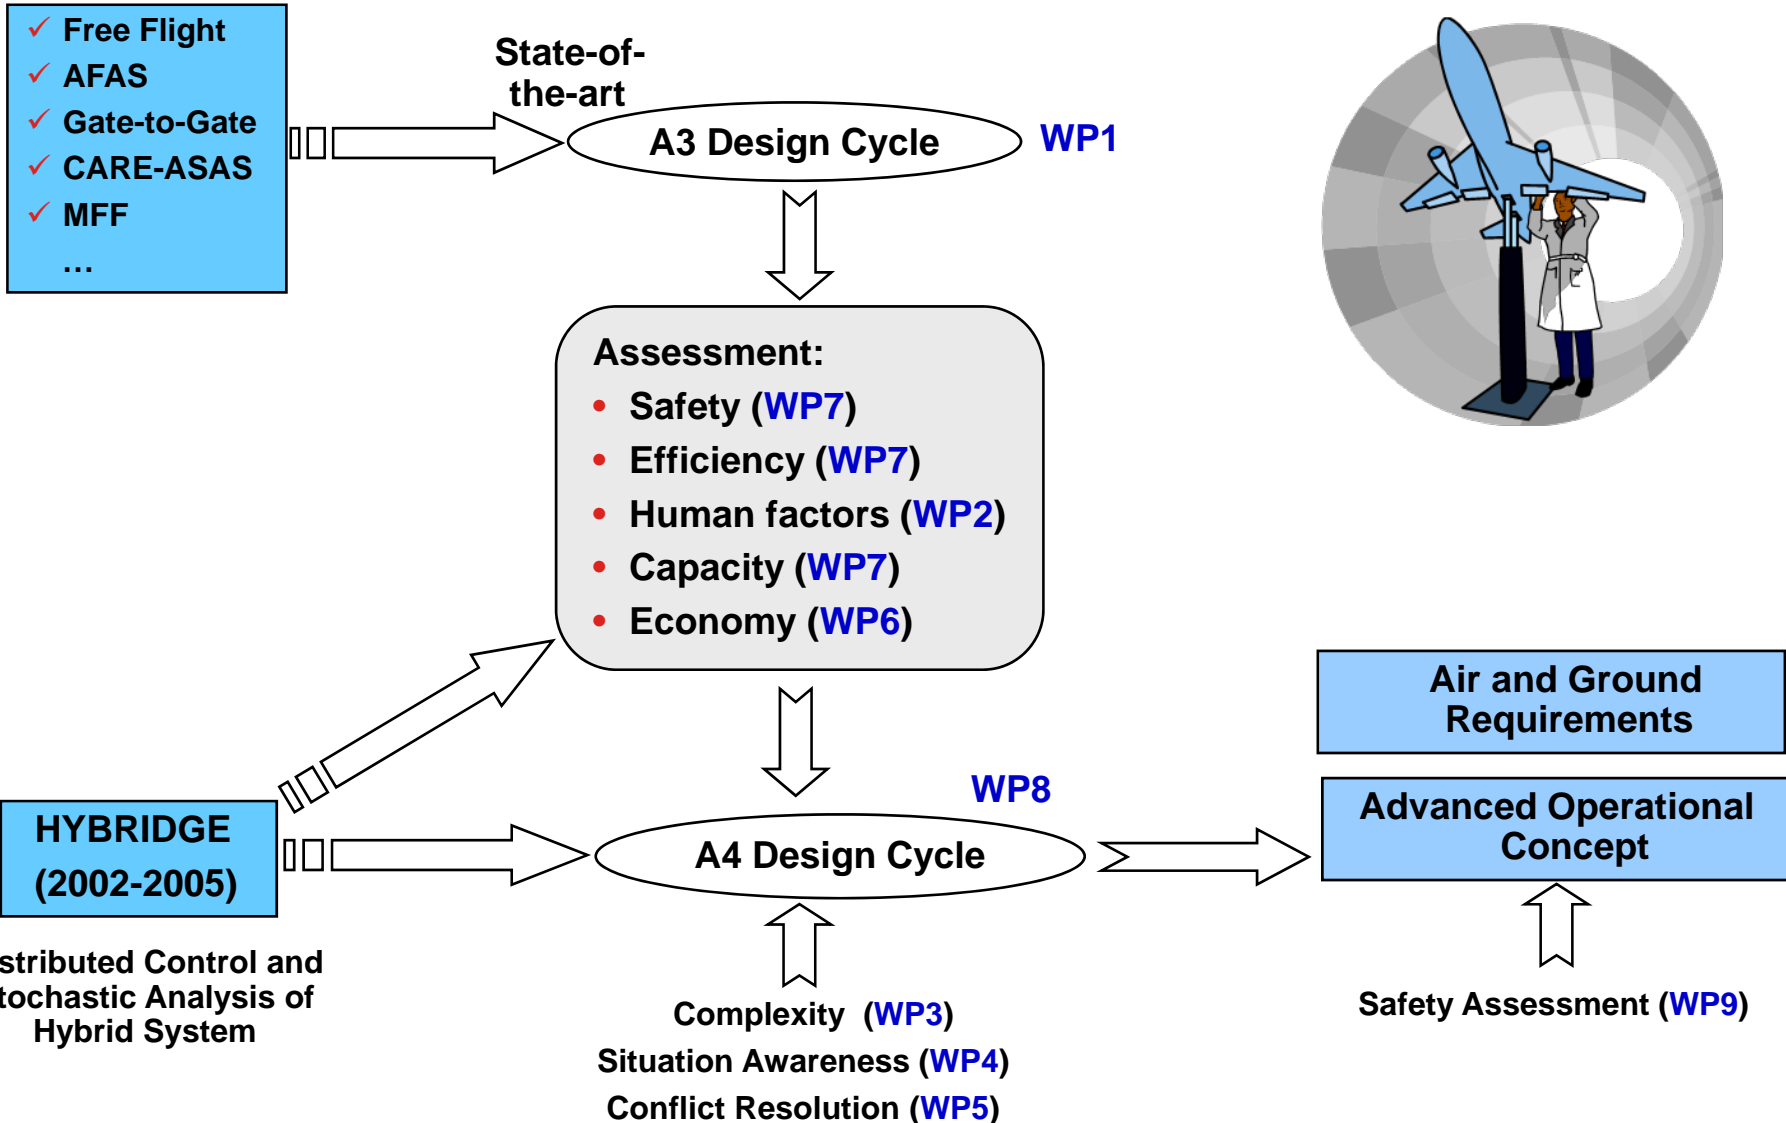 ✓ Free Flight
✓ AFAS
✓ Gate-to-Gate
✓ CARE-ASAS
✓ MFF
...
State-of-
the-art
A3 Design Cycle
WP1
Assessment:
• Safety (WP7)
• Efficiency (WP7)
• Human factors (WP2)
• Capacity (WP7)
• Economy (WP6)
Air and Ground
Requirements
WP8
HYBRIDGE
(2002-2005)
A4 Design Cycle
Advanced Operational
Concept
stributed Control and
tochastic Analysis of
Hybrid System
Complexity (WP3)
Situation Awareness (WP4)
Conflict Resolution (WP5)
Safety Assessment (WP9)